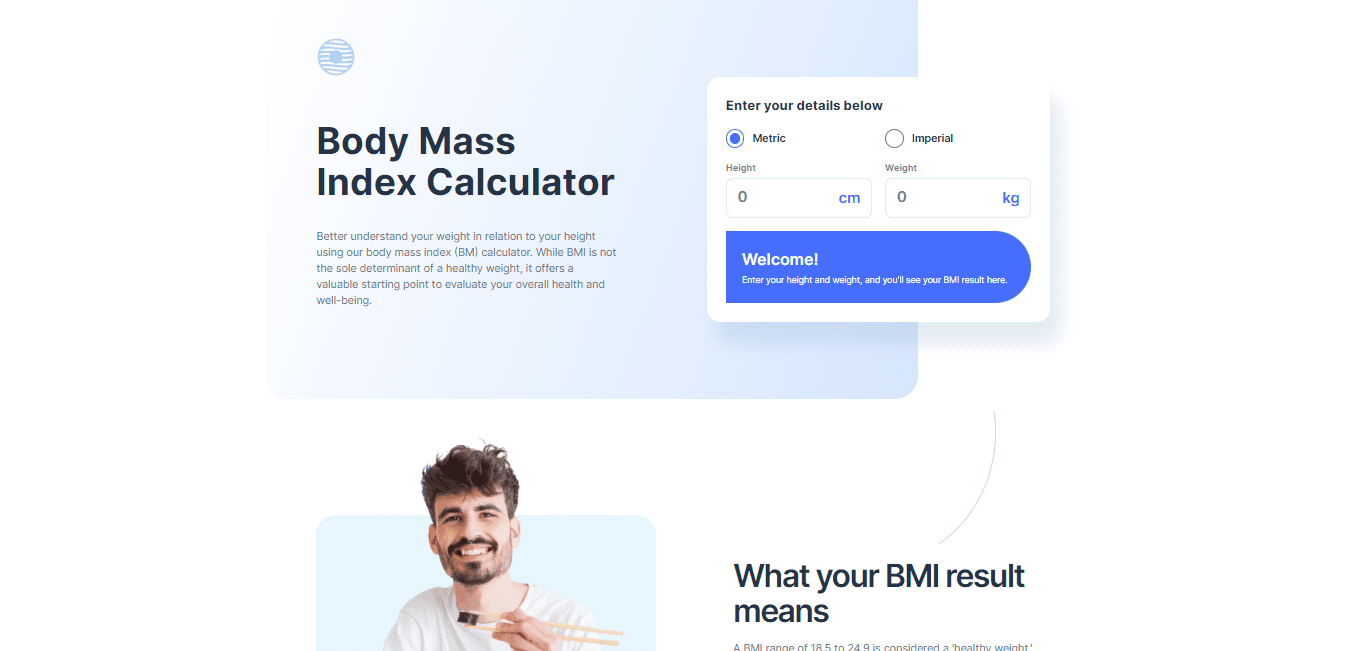 Body Mass
Index Calculator
Better understand your weight in relation to your height
using our body mass index (BM) calculator. While BMI is not
the sole determinant of a healthy weight, it offers a
valuable starting point to evaluate your overall health and
well-being.
Enter your details below
Metric
Imperial
Height
Weight
0 cm
0 kg
Welcome!
Enter your height and weight, and you'll see your BMI result here.
What your BMI result
means
A BMI range of 18.5 to 24.9 is considered a 'healthy weight.'